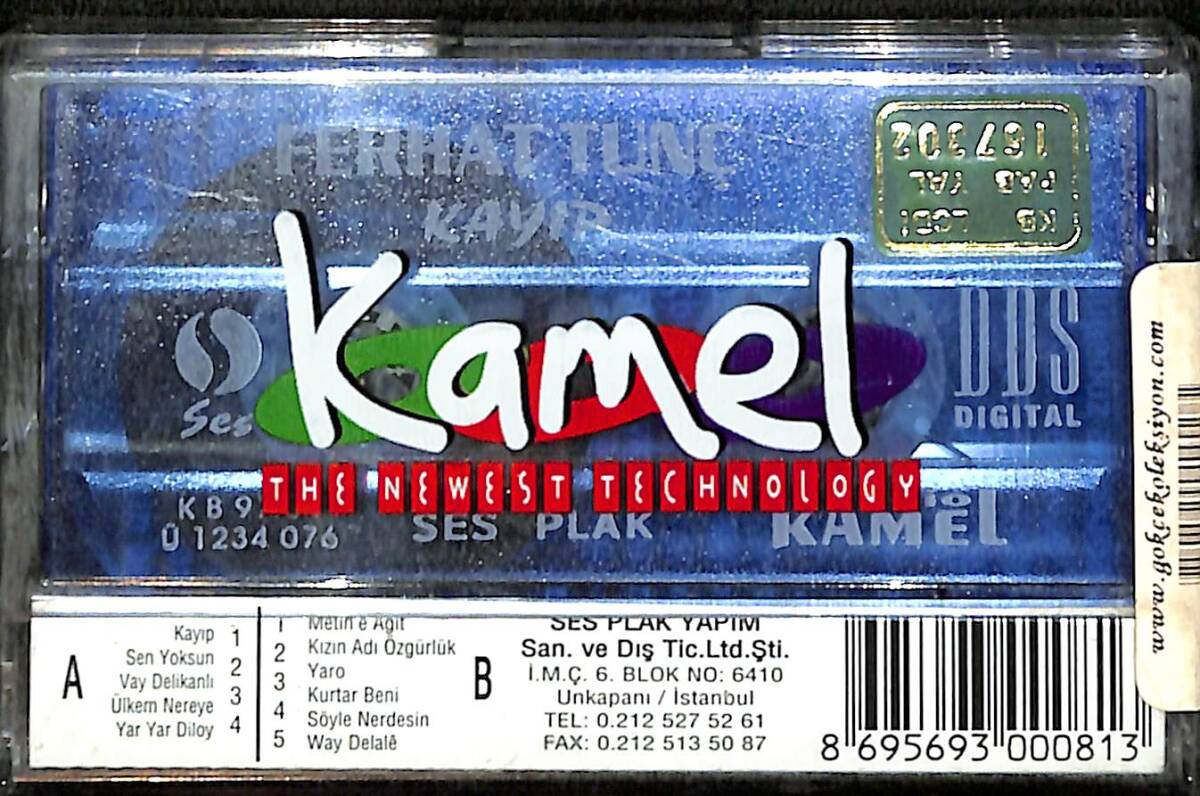 FERHAT TUNÇ
KAYIP
167302
PAB YAL
KB
Kamel
THE NEWEST TECHNOLOGY
Ses
DDS
DIGITAL
K B 9
Ü 1234 076
SES PLAK
KAMEL
www.gokcekoleksiyon.com
A
Kayıp 1
Sen Yoksun 2
Vay Delikanlı
Ülkem Nereye 3
Yar Yar Diloy 4
1 Metin'e Ağıt
2 Kızın Adı Özgürlük
3 Yaro
Kurtar Beni
4 Söyle Nerdesin
5 Way Delalê
B
SES PLAK YAPIM
San. ve Dış Tic.Ltd.Şti.
İ.M.Ç. 6. BLOK NO: 6410
Unkapanı / İstanbul
TEL: 0.212 527 52 61
FAX: 0.212 513 50 87
8 695693 000813